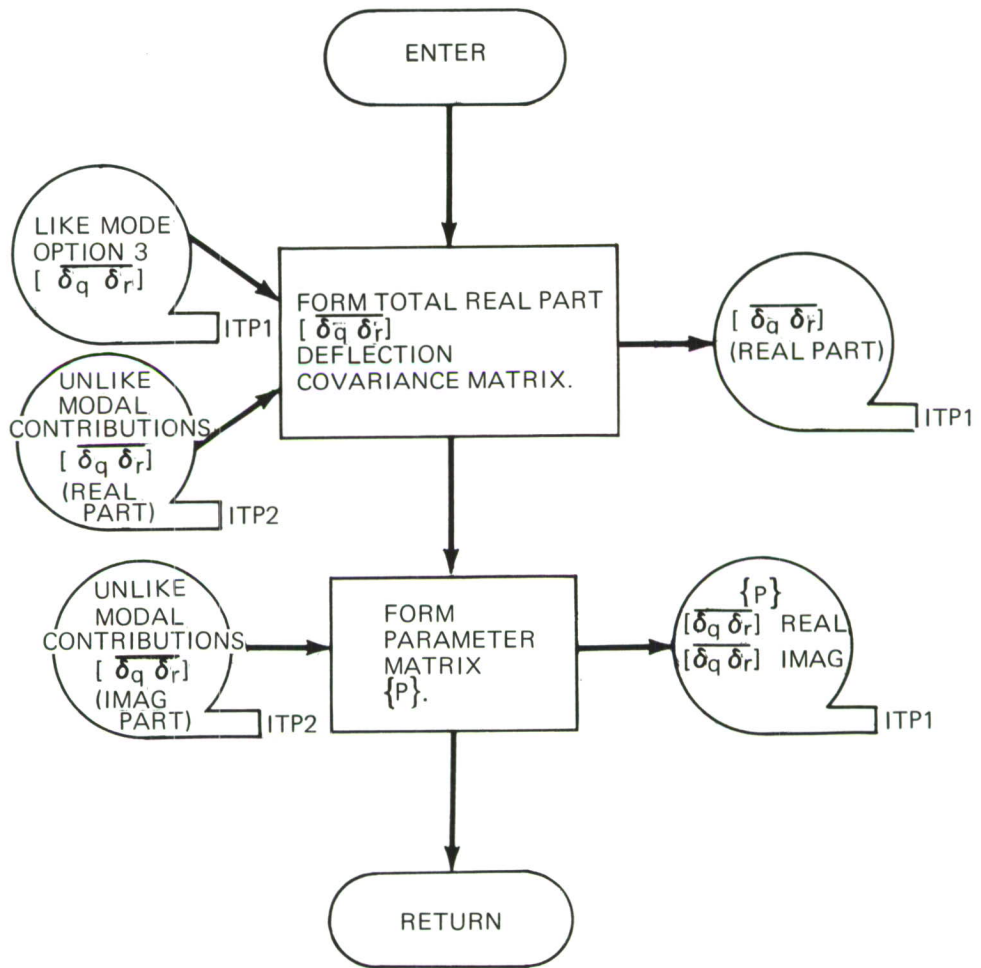 ENTER
LIKE MODE
OPTION 3
[ δq δr ]
ITP1
UNLIKE
MODAL
CONTRIBUTIONS
[ δq δr ]
(REAL
PART)
ITP2
FORM TOTAL REAL PART
[ δq δr ]
DEFLECTION
COVARIANCE MATRIX.
[ δq δr ]
(REAL PART)
ITP1
UNLIKE
MODAL
CONTRIBUTIONS
[ δq δr ]
(IMAG
PART)
ITP2
FORM
PARAMETER
MATRIX
{P}.
{P}
[δq δr] REAL
[δq δr] IMAG
ITP1
RETURN